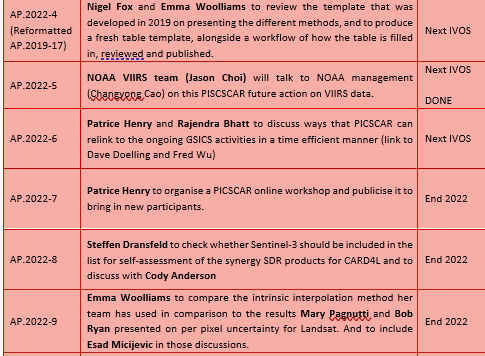 Nigel Fox and Emma Woolliams to review the template that was
AP.2022-4
developed in 2019 on presenting the different methods, and to produce
(Reformatted
Next IVOS
a fresh table template, alongside a workflow of how the table is filled
AP.2019-17)
in, reviewed and published.
Next IVOS
NOAA VIIRS team (Jason Choi) will talk to NOAA management
AP.2022-5
(Changyong Cao) on this PISCSCAR future action on VIIRS data.
DONE
Patrice Henry and Rajendra Bhatt to discuss ways that PICSCAR can
AP.2022-6
relink to the ongoing GSICS activities in a time efficient manner (link to
Next IVOS
Dave Doelling and Fred Wu)
Patrice Henry to organise a PICSCAR online workshop and publicise it to
AP.2022-7
End 2022
bring in new participants.
Steffen Dransfeld to check whether Sentinel-3 should be included in the
AP.2022-8
list for self-assessment of the synergy SDR products for CARD4L and to
End 2022
discuss with Cody Anderson
Emma Woolliams to compare the intrinsic interpolation method her
team has used in comparison to the results Mary Pagnutti and Bob
AP.2022-9
Ryan presented on per pixel uncertainty for Landsat. And to include
End 2022
Esad Micijevic in those discussions.